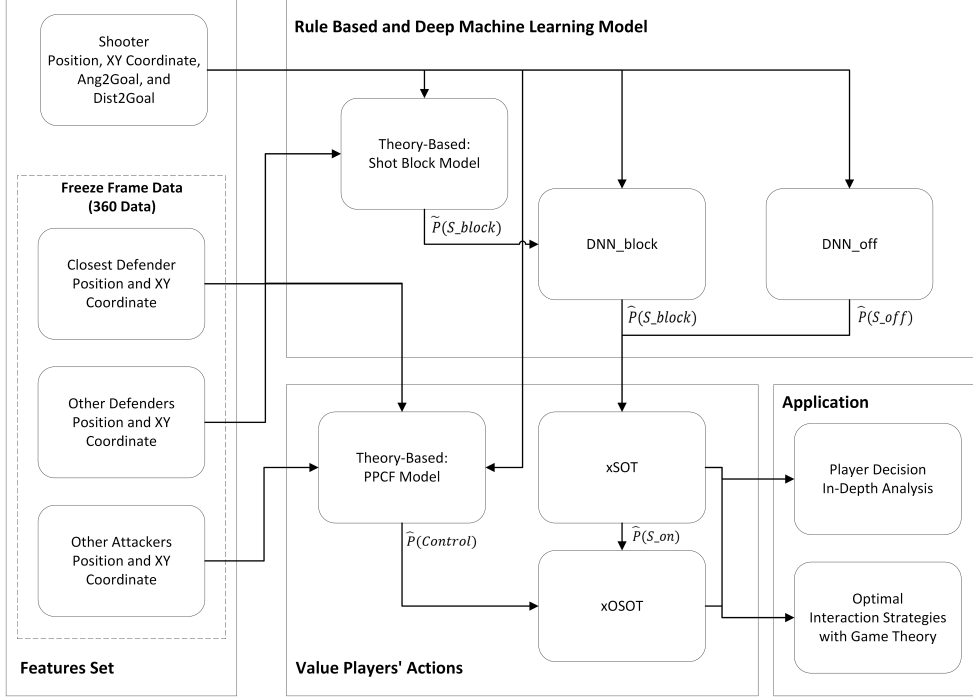 Rule Based and Deep Machine Learning Model
Shooter
Position, XY Coordinate,
Ang2Goal, and
Dist2Goal
Freeze Frame Data
(360 Data)
Closest Defender
Position and XY
Coordinate
Other Defenders
Position and XY
Coordinate
Other Attackers
Position and XY
Coordinate
Features Set
Theory-Based:
Shot Block Model
P̃(S_block)
DNN_block
P̂(S_block)
DNN_off
P̂(S_off)
Theory-Based:
PPCF Model
P̂(Control)
xSOT
P̂(S_on)
xOSOT
Value Players' Actions
Application
Player Decision
In-Depth Analysis
Optimal
Interaction Strategies
with Game Theory